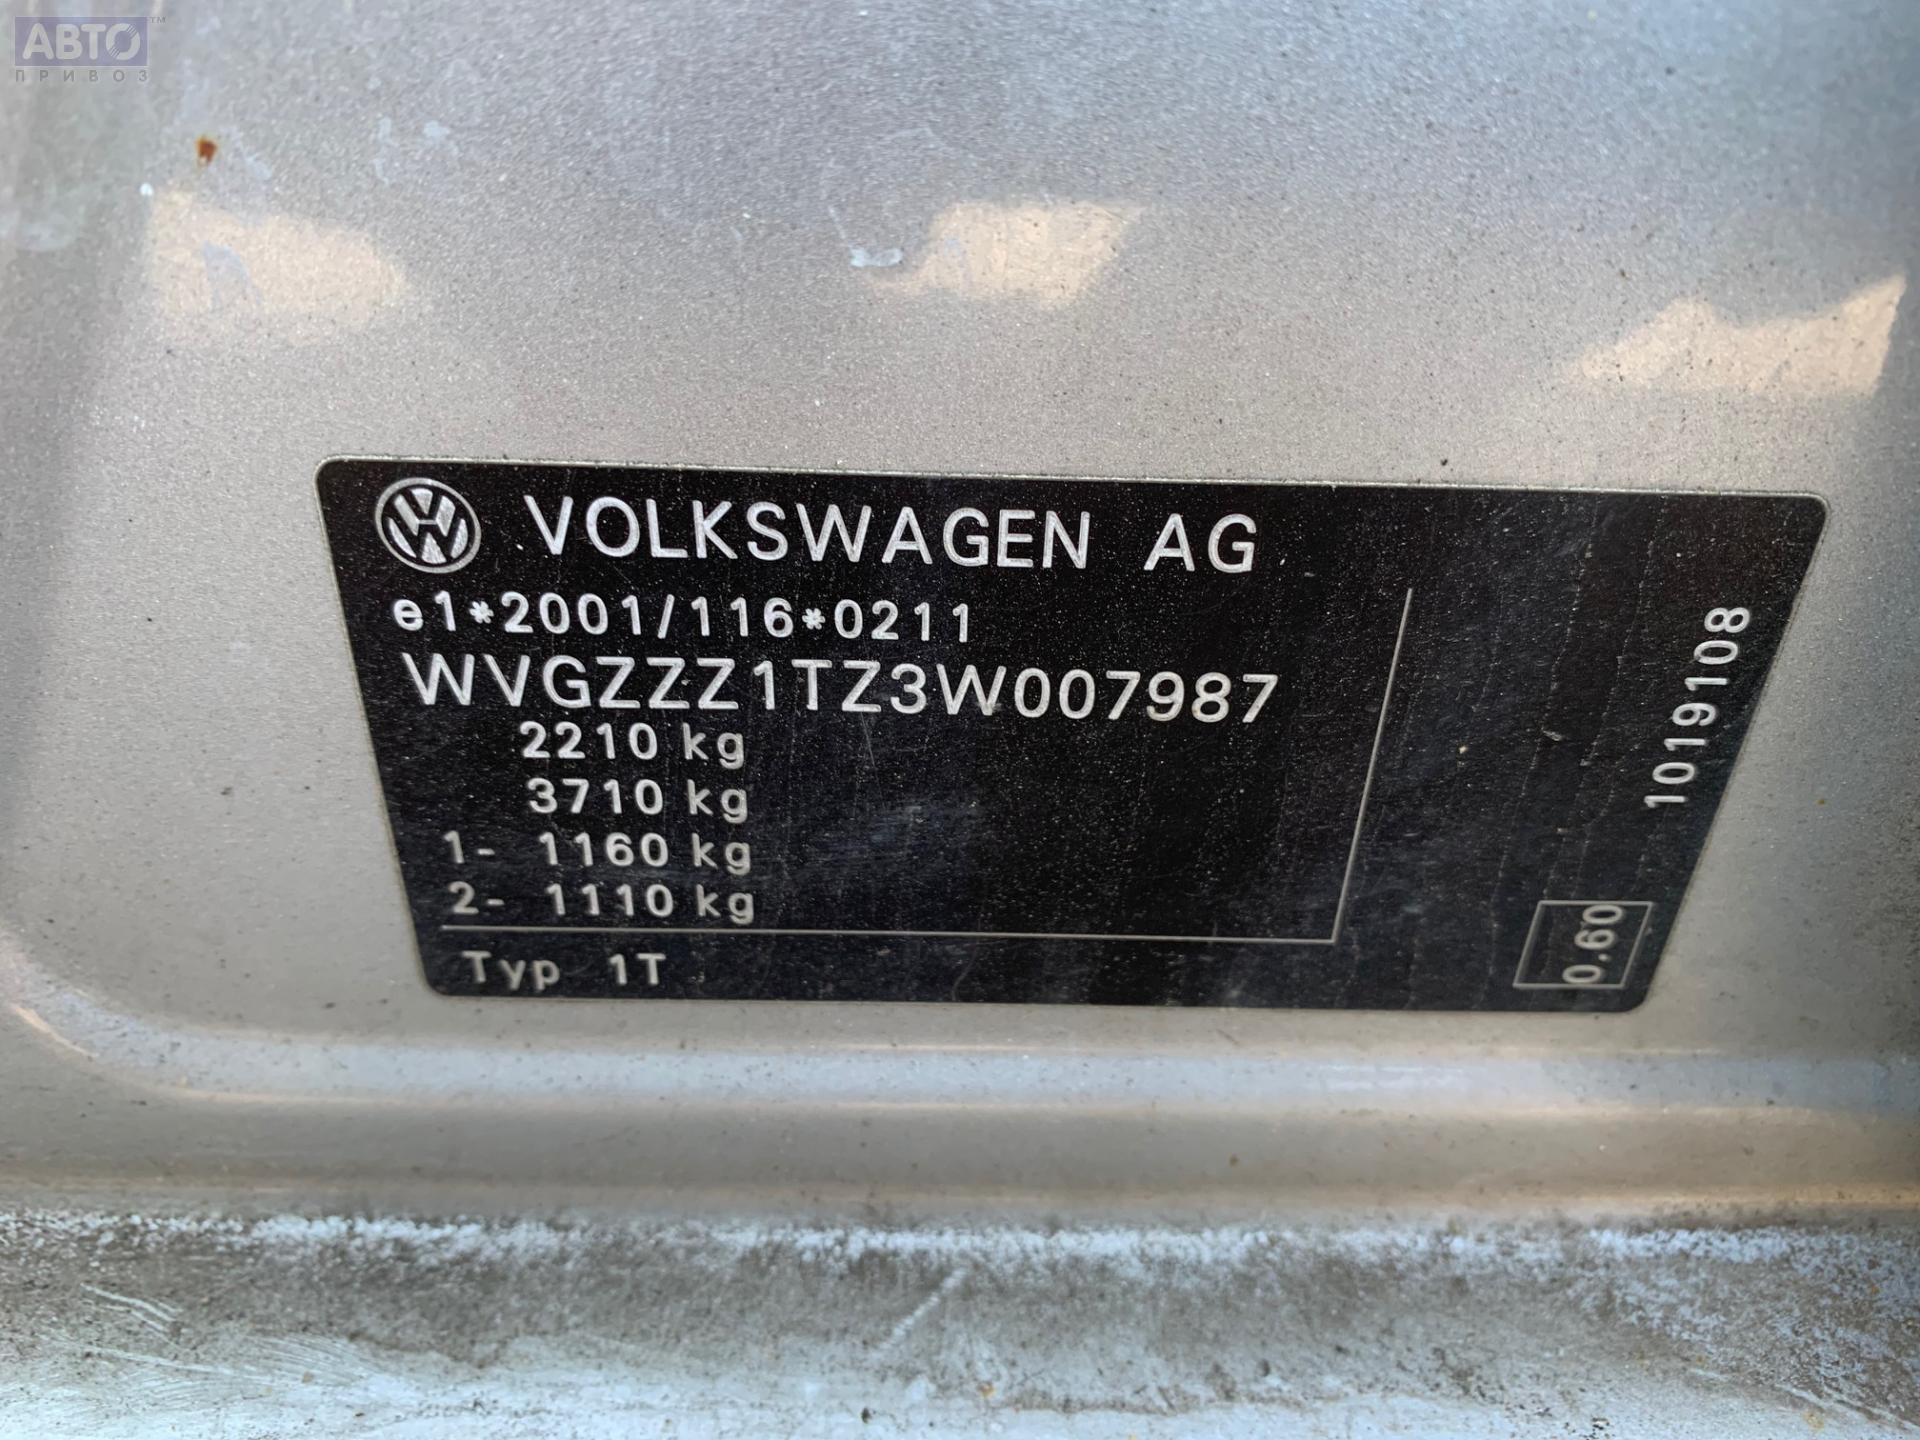 АВТО™
ПРИВОЗ
VOLKSWAGEN AG
e1*2001/116*0211
WVGZZZ1TZ3W007987
2210 kg
3710 kg
1- 1160 kg
2- 1110 kg
Typ 1T
1019108
0.60